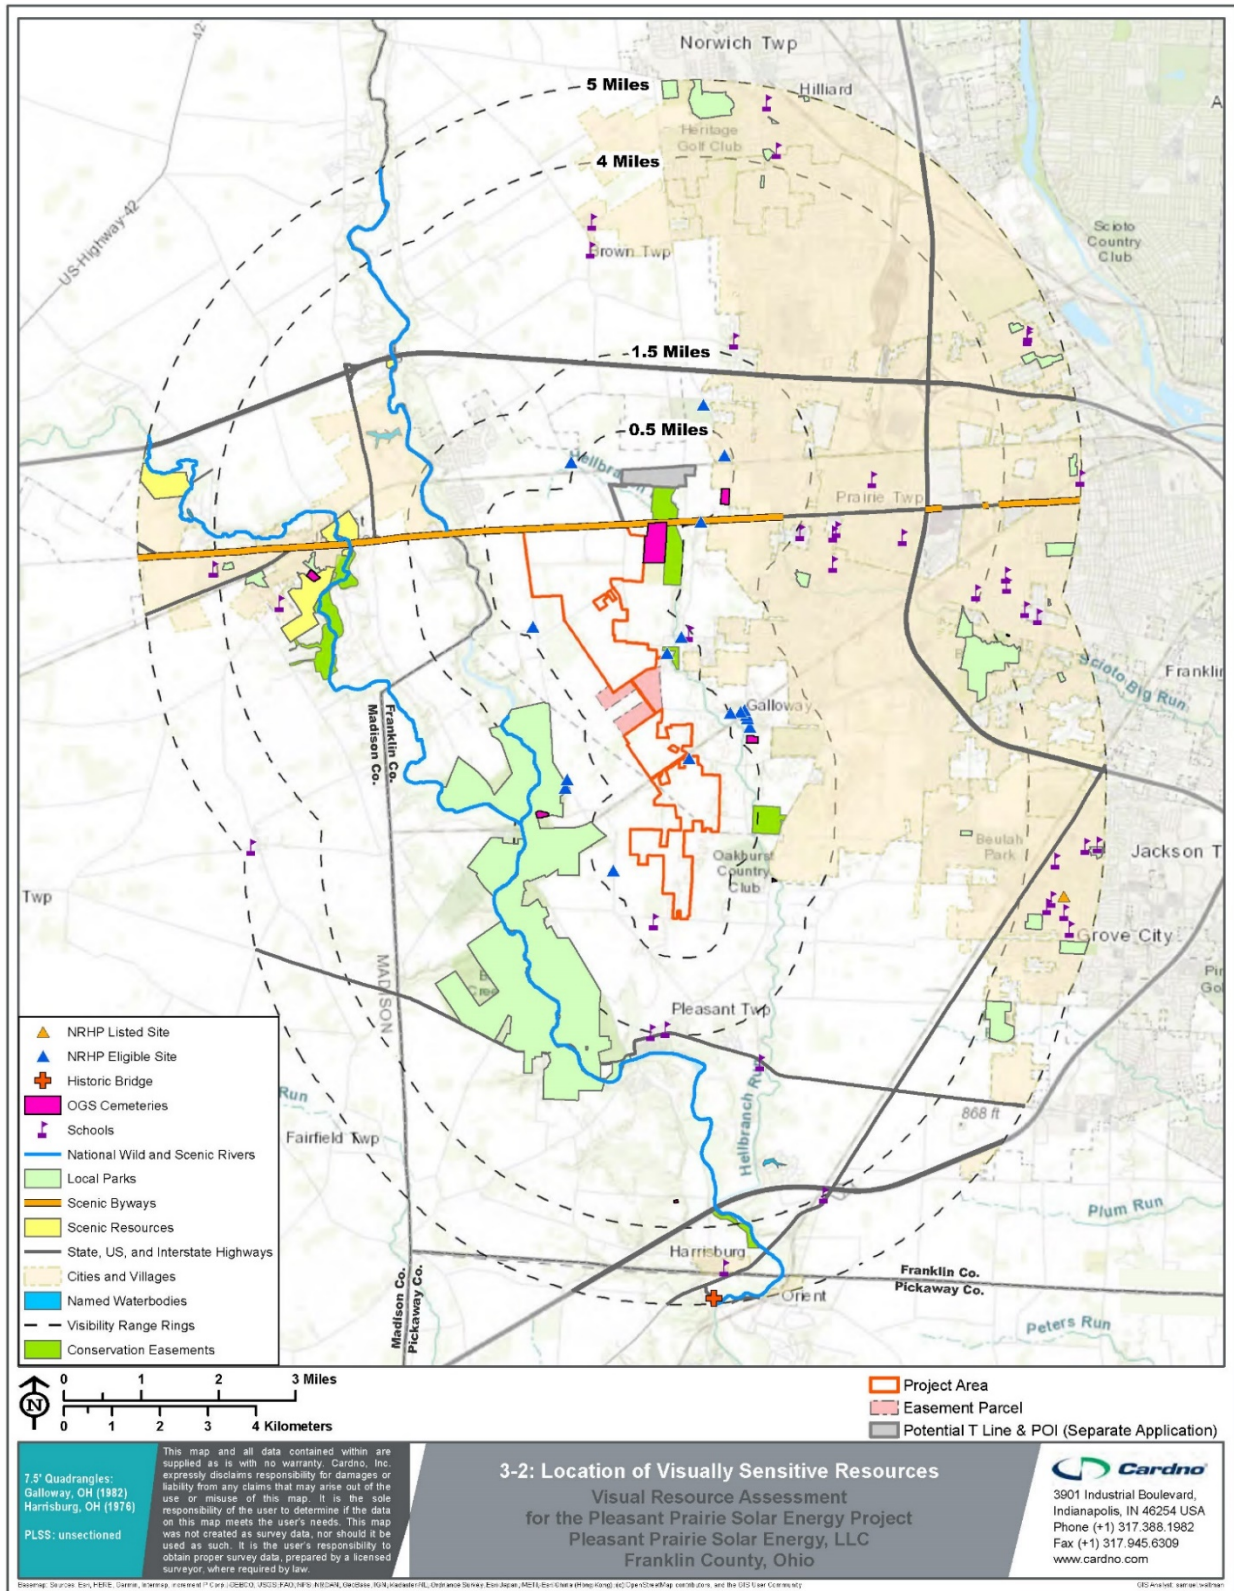 Norwich Twp
42
5 Miles
Hilliard
Heritage
Golf Club
4 Miles
US Highway 42
Scioto
Country
Club
Brown Twp
1.5 Miles
0.5 Miles
Prairie Twp
Scioto Big Run
Franklin
Franklin Co.
Madison Co.
Galloway
Beulah
Park
Jackson T
Oakhurst
Country
Club
Twp
Grove City
MADISON
Pleasant Twp
Run
868 ft
Fairfield Twp
Hellbranch Run
Plum Run
Harrisburg
Franklin Co.
Pickaway Co.
Madison Co.
Pickaway Co.
Orient
Peters Run
NRHP Listed Site
NRHP Eligible Site
Historic Bridge
OGS Cemeteries
Schools
National Wild and Scenic Rivers
Local Parks
Scenic Byways
Scenic Resources
State, US, and Interstate Highways
Cities and Villages
Named Waterbodies
Visibility Range Rings
Conservation Easements
N
0 1 2 3 Miles
0 1 2 3 4 Kilometers
Project Area
Easement Parcel
Potential T Line & POI (Separate Application)
7.5' Quadrangles:
Galloway, OH (1982)
Harrisburg, OH (1976)
PLSS: unsectioned
This map and all data contained within are
supplied as is with no warranty. Cardno, Inc.
expressly disclaims responsibility for damages or
liability from any claims that may arise out of the
use or misuse of this map. It is the sole
responsibility of the user to determine if the data
on this map meets the user's needs. This map
was not created as survey data, nor should it be
used as such. It is the user's responsibility to
obtain proper survey data, prepared by a licensed
surveyor, where required by law.
3-2: Location of Visually Sensitive Resources
Visual Resource Assessment
for the Pleasant Prairie Solar Energy Project
Pleasant Prairie Solar Energy, LLC
Franklin County, Ohio
Cardno
3901 Industrial Boulevard,
Indianapolis, IN 46254 USA
Phone (+1) 317.388.1982
Fax (+1) 317.945.6309
www.cardno.com